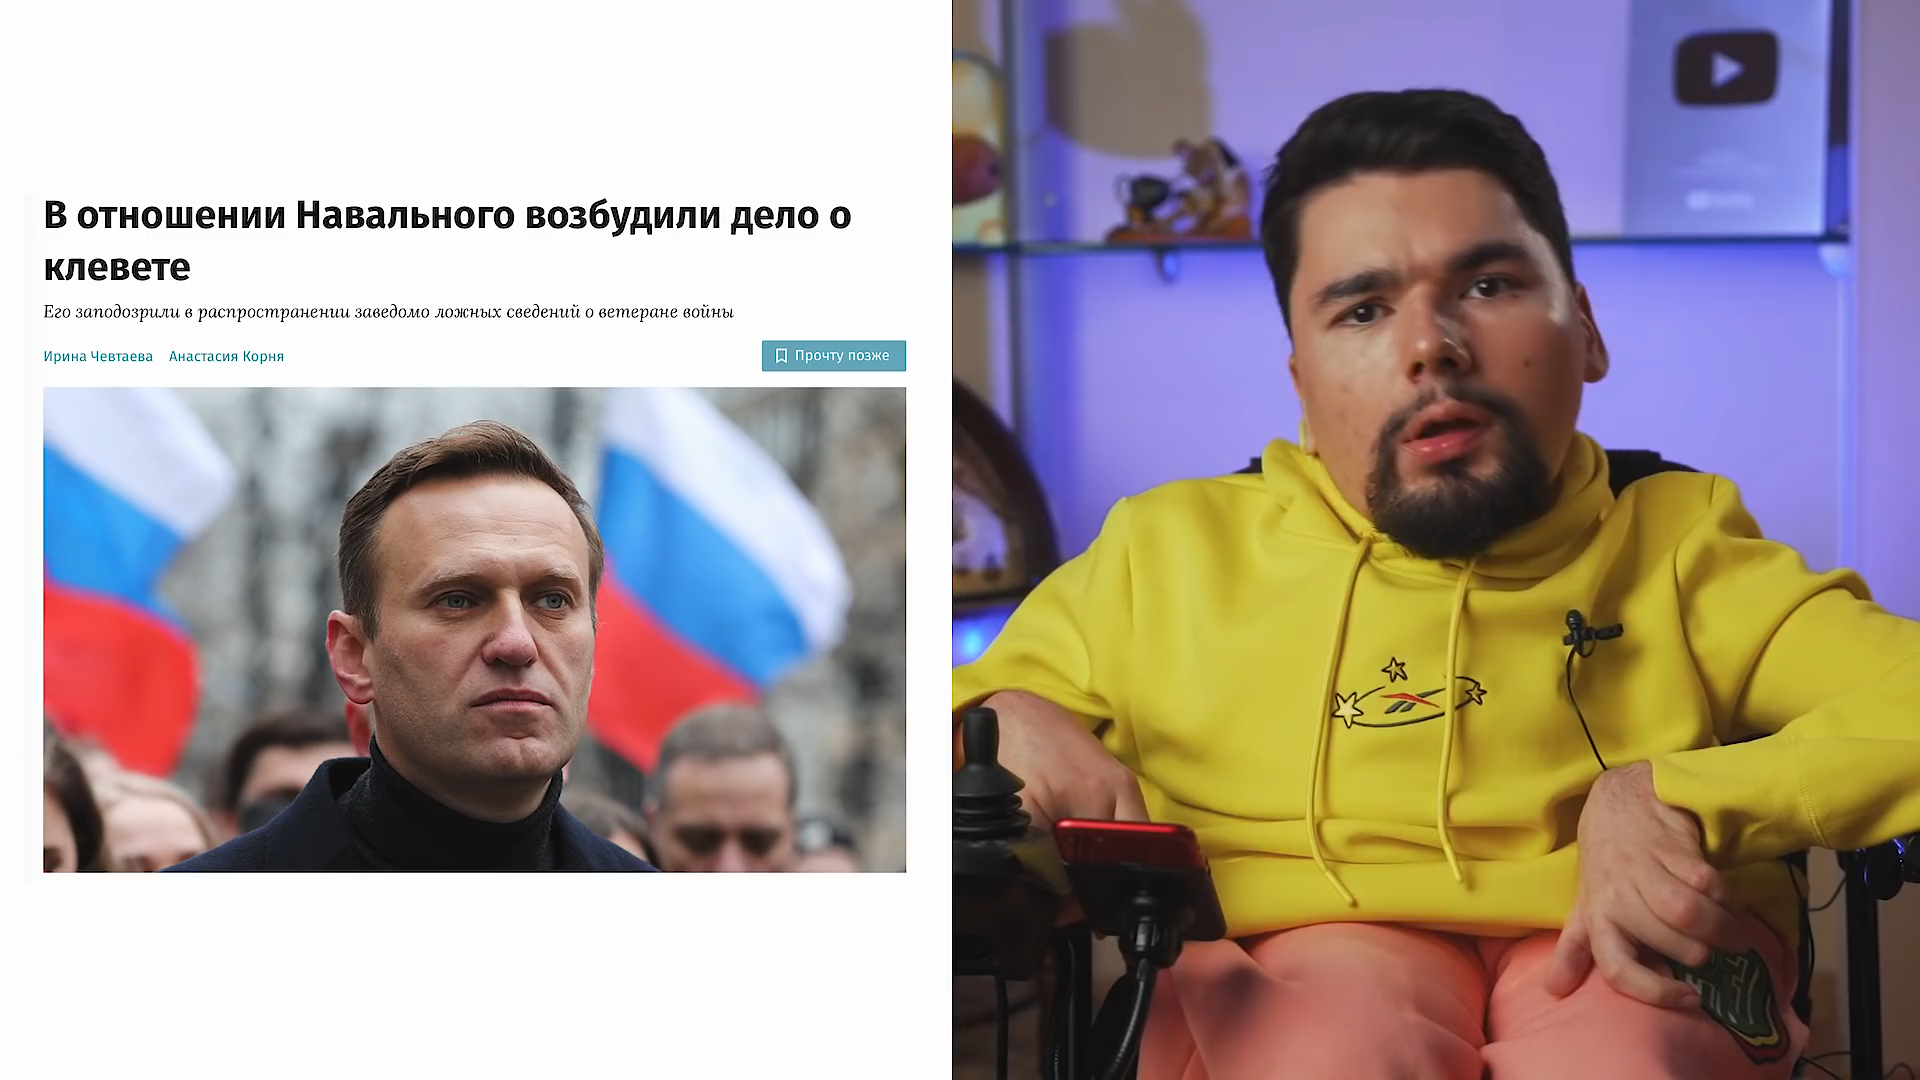 В отношении Навального возбудили дело о
клевете
Его заподозрили в распространении заведомо ложных сведений о ветеране войны
Ирина Чевтаева Анастасия Корня
Прочту позже